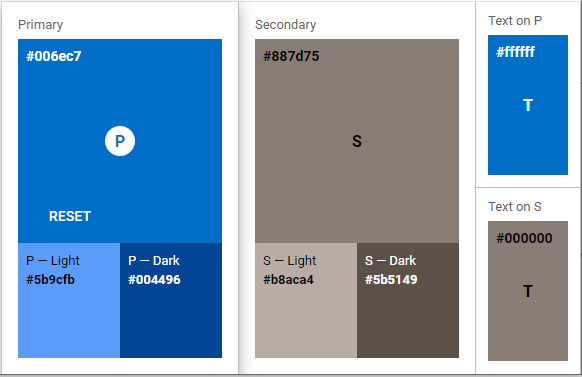 Primary
#006ec7
P
RESET
P — Light
#5b9cfb
P — Dark
#004496
Secondary
#887d75
S
S — Light
#b8aca4
S — Dark
#5b5149
Text on P
#ffffff
T
Text on S
#000000
T